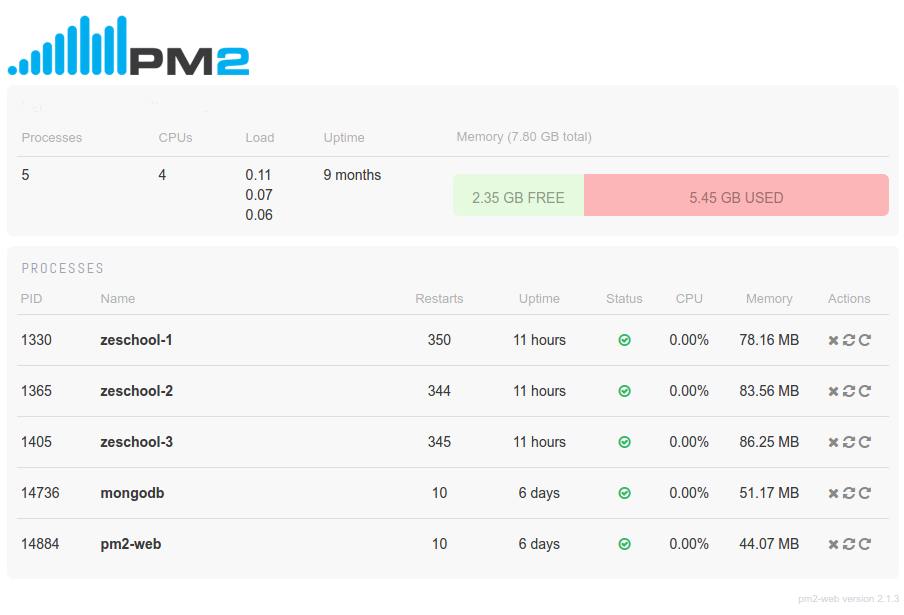 PM2
Processes CPUs Load Uptime Memory (7.80 GB total)
5 4 0.11 9 months
0.07
0.06
2.35 GB FREE 5.45 GB USED
PROCESSES
PID Name Restarts Uptime Status CPU Memory Actions
1330 zeschool-1 350 11 hours 0.00% 78.16 MB
1365 zeschool-2 344 11 hours 0.00% 83.56 MB
1405 zeschool-3 345 11 hours 0.00% 86.25 MB
14736 mongodb 10 6 days 0.00% 51.17 MB
14884 pm2-web 10 6 days 0.00% 44.07 MB
pm2-web version 2.1.3